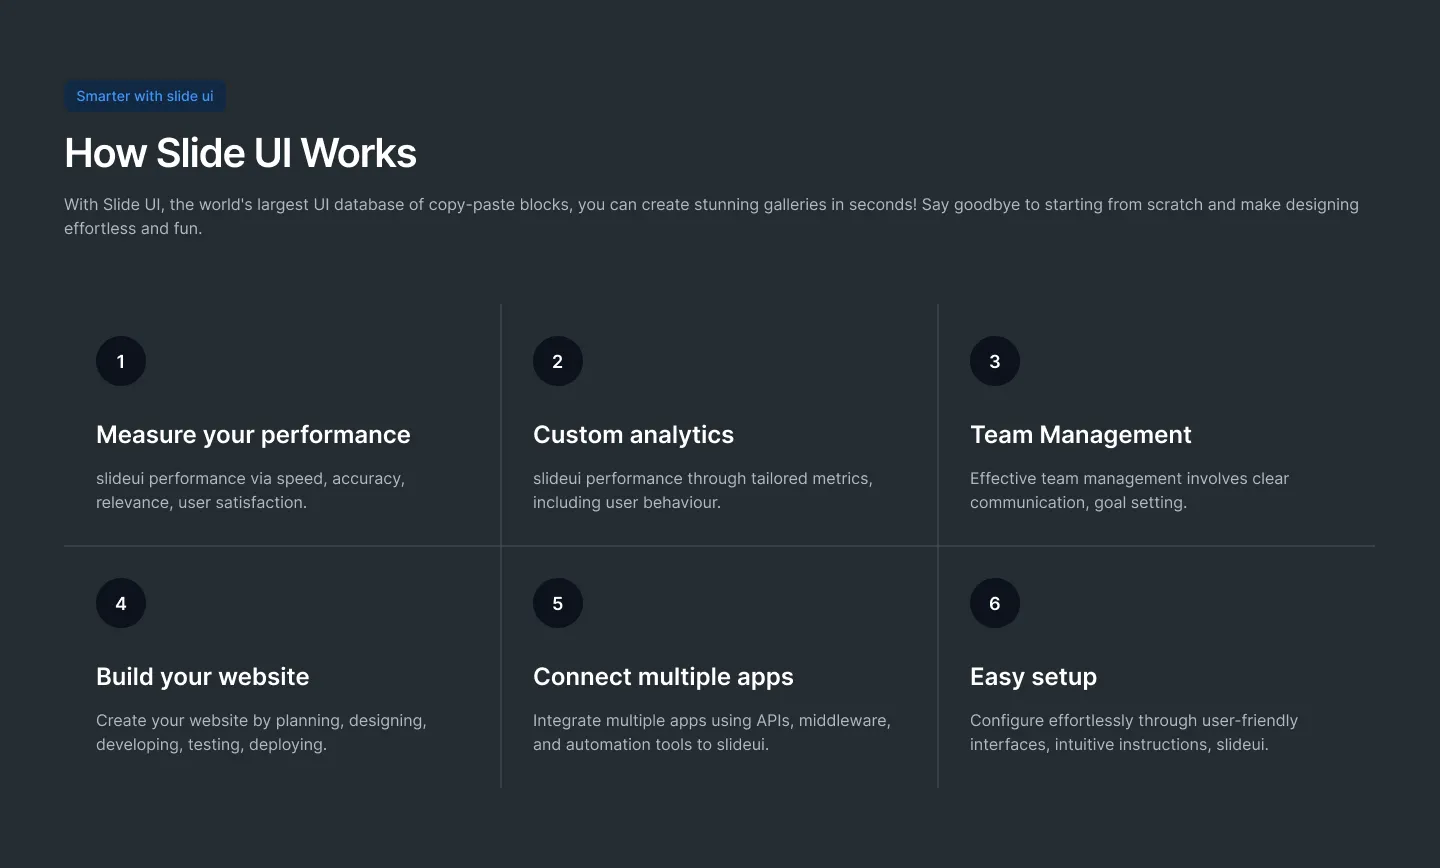 Smarter with slide ui
How Slide UI Works
With Slide UI, the world's largest UI database of copy-paste blocks, you can create stunning galleries in seconds! Say goodbye to starting from scratch and make designing
effortless and fun.
1
Measure your performance
slideui performance via speed, accuracy,
relevance, user satisfaction.
2
Custom analytics
slideui performance through tailored metrics,
including user behaviour.
3
Team Management
Effective team management involves clear
communication, goal setting.
4
Build your website
Create your website by planning, designing,
developing, testing, deploying.
5
Connect multiple apps
Integrate multiple apps using APIs, middleware,
and automation tools to slideui.
6
Easy setup
Configure effortlessly through user-friendly
interfaces, intuitive instructions, slideui.